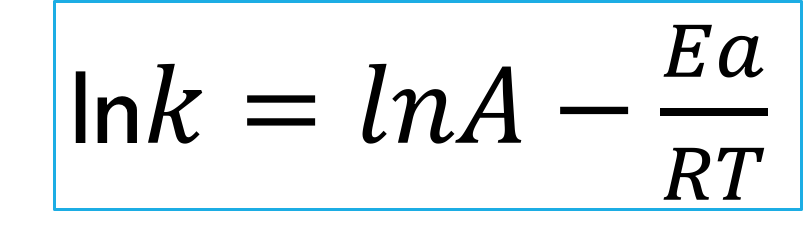 lnk = lnA − Ea/RT